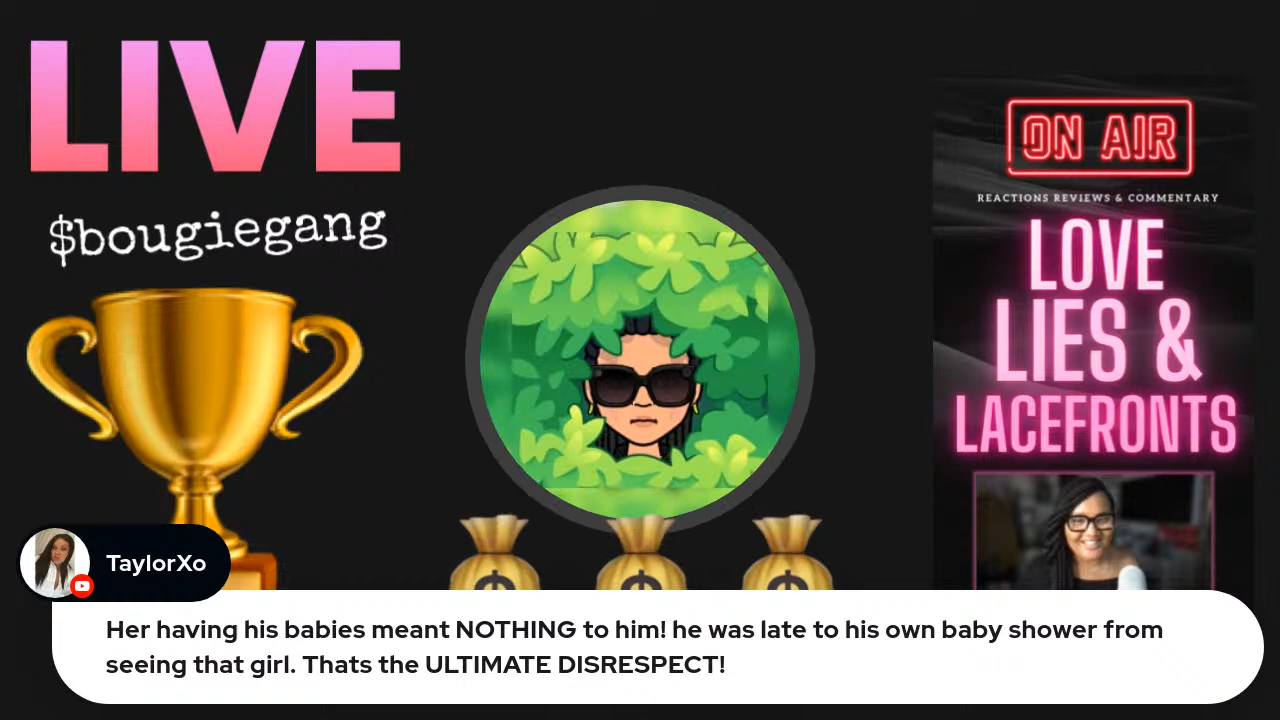 LIVE
$bougiegang
ON AIR
REACTIONS REVIEWS & COMMENTARY
LOVE
LIES &
LACEFRONTS
TaylorXo
Her having his babies meant NOTHING to him! he was late to his own baby shower from
seeing that girl. Thats the ULTIMATE DISRESPECT!